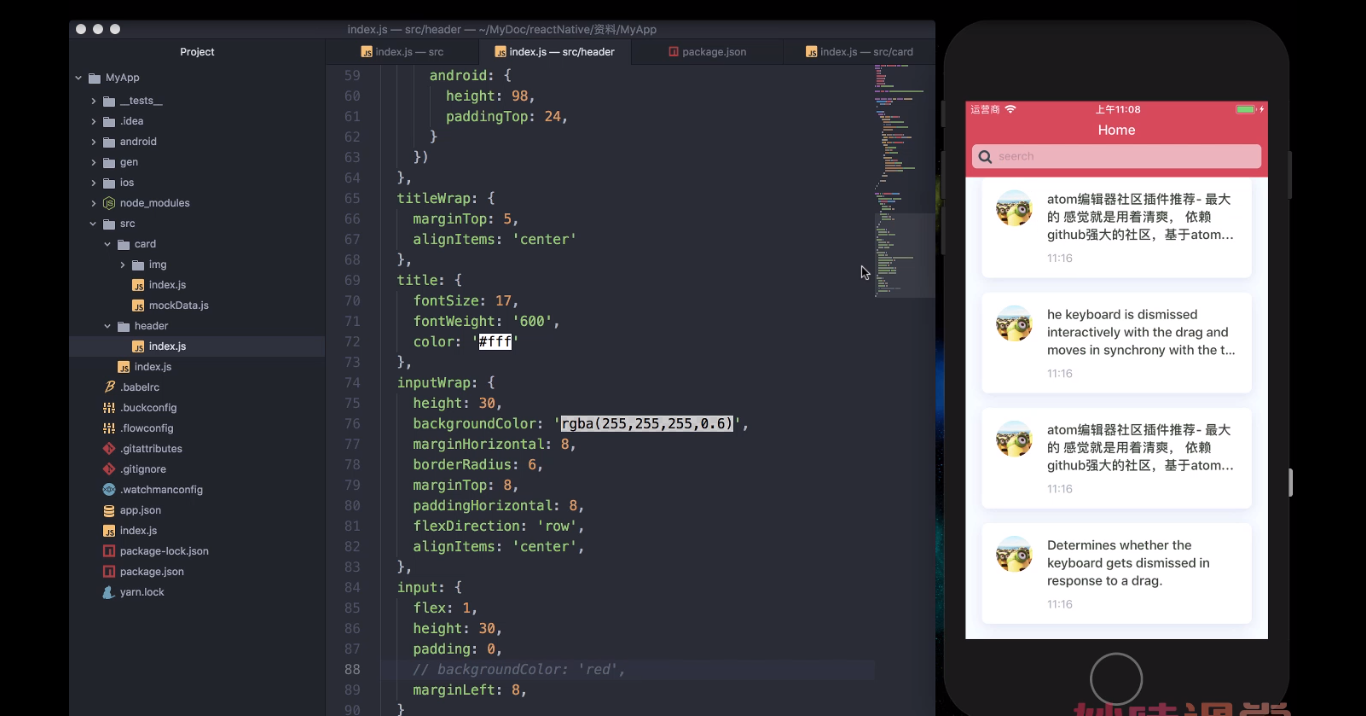 index.js — src/header — ~/MyDoc/reactNative/资料/MyApp
Project
index.js — src
index.js — src/header
package.json
index.js — src/card
MyApp
__tests__
.idea
android
gen
ios
node_modules
src
card
img
index.js
mockData.js
header
index.js
index.js
.babelrc
.buckconfig
.flowconfig
.gitattributes
.gitignore
.watchmanconfig
app.json
index.js
package-lock.json
package.json
yarn.lock
59 android: {
60 height: 98,
61 paddingTop: 24,
62 }
63 })
64 },
65 titleWrap: {
66 marginTop: 5,
67 alignItems: 'center'
68 },
69 title: {
70 fontSize: 17,
71 fontWeight: '600',
72 color: '#fff'
73 },
74 inputWrap: {
75 height: 30,
76 backgroundColor: 'rgba(255,255,255,0.6)',
77 marginHorizontal: 8,
78 borderRadius: 6,
79 marginTop: 8,
80 paddingHorizontal: 8,
81 flexDirection: 'row',
82 alignItems: 'center',
83 },
84 input: {
85 flex: 1,
86 height: 30,
87 padding: 0,
88 // backgroundColor: 'red',
89 marginLeft: 8,
90 }
运营商 上午11:08
Home
seerch
atom编辑器社区插件推荐- 最大
的 感觉就是用着清爽， 依赖
github强大的社区，基于atom...
11:16
he keyboard is dismissed
interactively with the drag and
moves in synchrony with the t...
11:16
atom编辑器社区插件推荐- 最大
的 感觉就是用着清爽， 依赖
github强大的社区，基于atom...
11:16
Determines whether the
keyboard gets dismissed in
response to a drag.
11:16